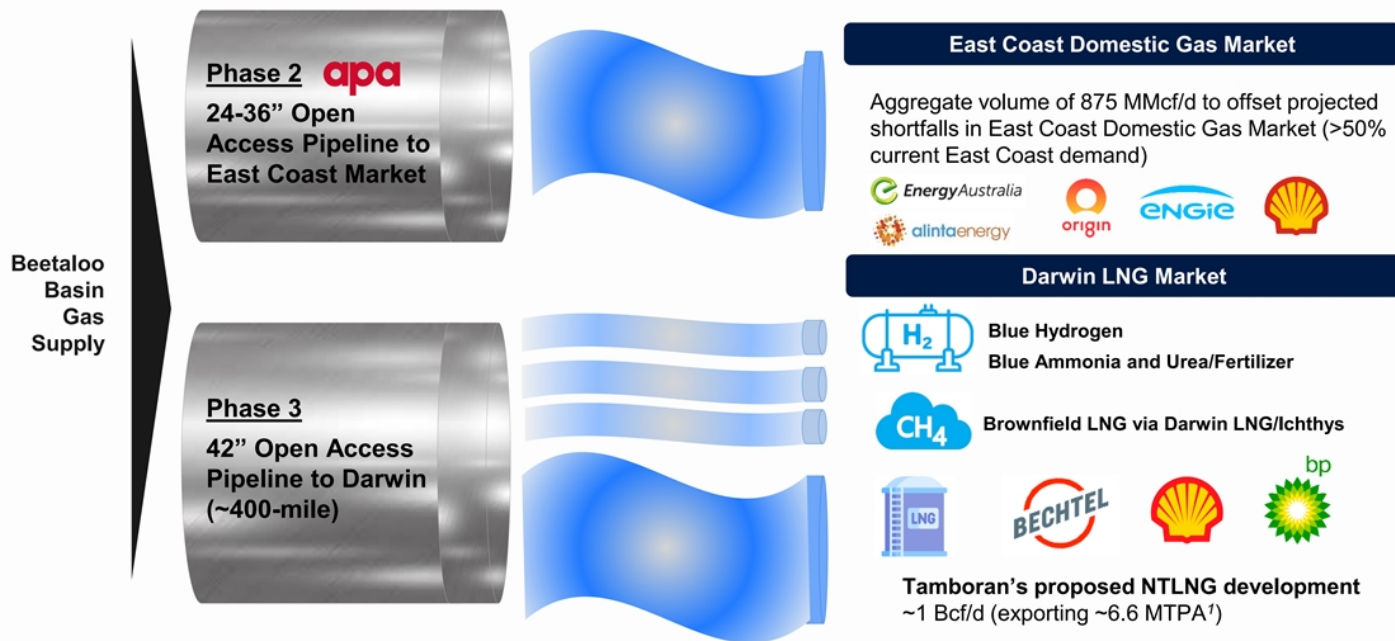 Beetaloo
Basin
Gas
Supply
Phase 2 apa
24-36” Open
Access Pipeline to
East Coast Market
East Coast Domestic Gas Market
Aggregate volume of 875 MMcf/d to offset projected
shortfalls in East Coast Domestic Gas Market (>50%
current East Coast demand)
EnergyAustralia
origin
ENGIE
alintaenergy
Phase 3
42” Open Access
Pipeline to Darwin
(~400-mile)
Darwin LNG Market
H₂
Blue Hydrogen
Blue Ammonia and Urea/Fertilizer
CH₄
Brownfield LNG via Darwin LNG/Ichthys
LNG
BECHTEL
bp
Tamboran’s proposed NTLNG development
~1 Bcf/d (exporting ~6.6 MTPA¹)